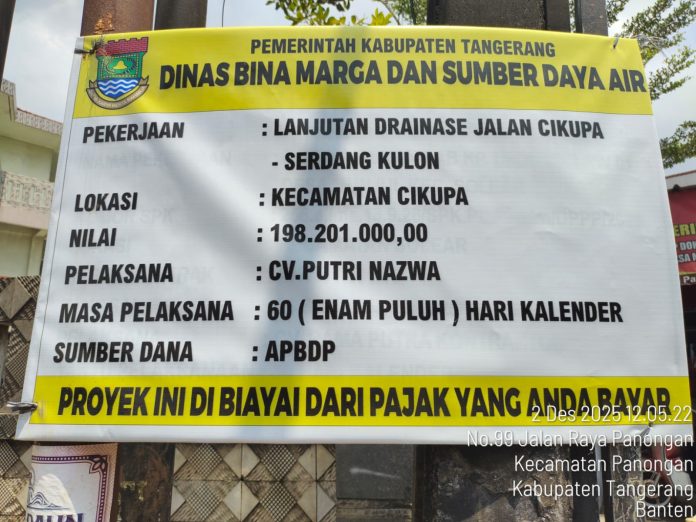 PEMERINTAH KABUPATEN TANGERANG
DINAS BINA MARGA DAN SUMBER DAYA AIR
PEKERJAAN : LANJUTAN DRAINASE JALAN CIKUPA
- SERDANG KULON
LOKASI : KECAMATAN CIKUPA
NILAI : 198.201.000,00
PELAKSANA : CV.PUTRI NAZWA
MASA PELAKSANA : 60 ( ENAM PULUH ) HARI KALENDER
SUMBER DANA : APBDP
PROYEK INI DI BIAYAI DARI PAJAK YANG ANDA BAYAR
2 Des 2025 12.05.22
No.99 Jalan Raya Panongan
Kecamatan Panongan
Kabupaten Tangerang
Banten